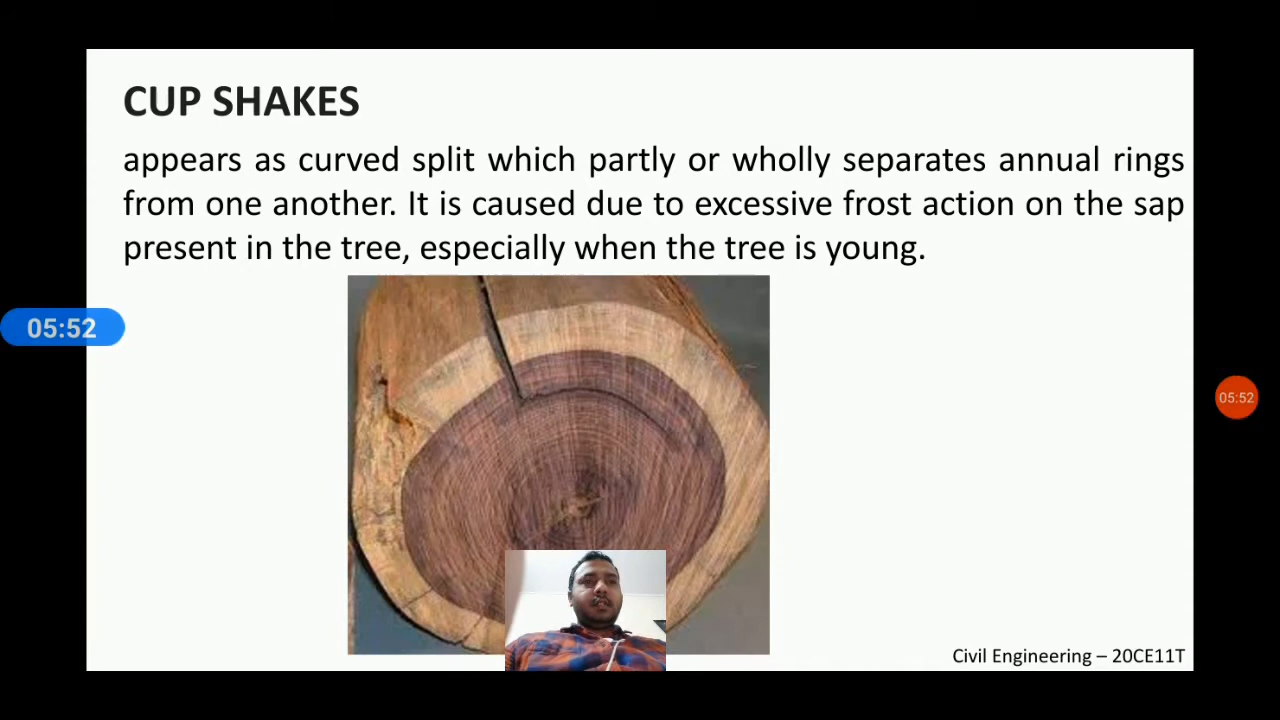 CUP SHAKES
appears as curved split which partly or wholly separates annual rings
from one another. It is caused due to excessive frost action on the sap
present in the tree, especially when the tree is young.
05:52
05:52
Civil Engineering – 20CE11T